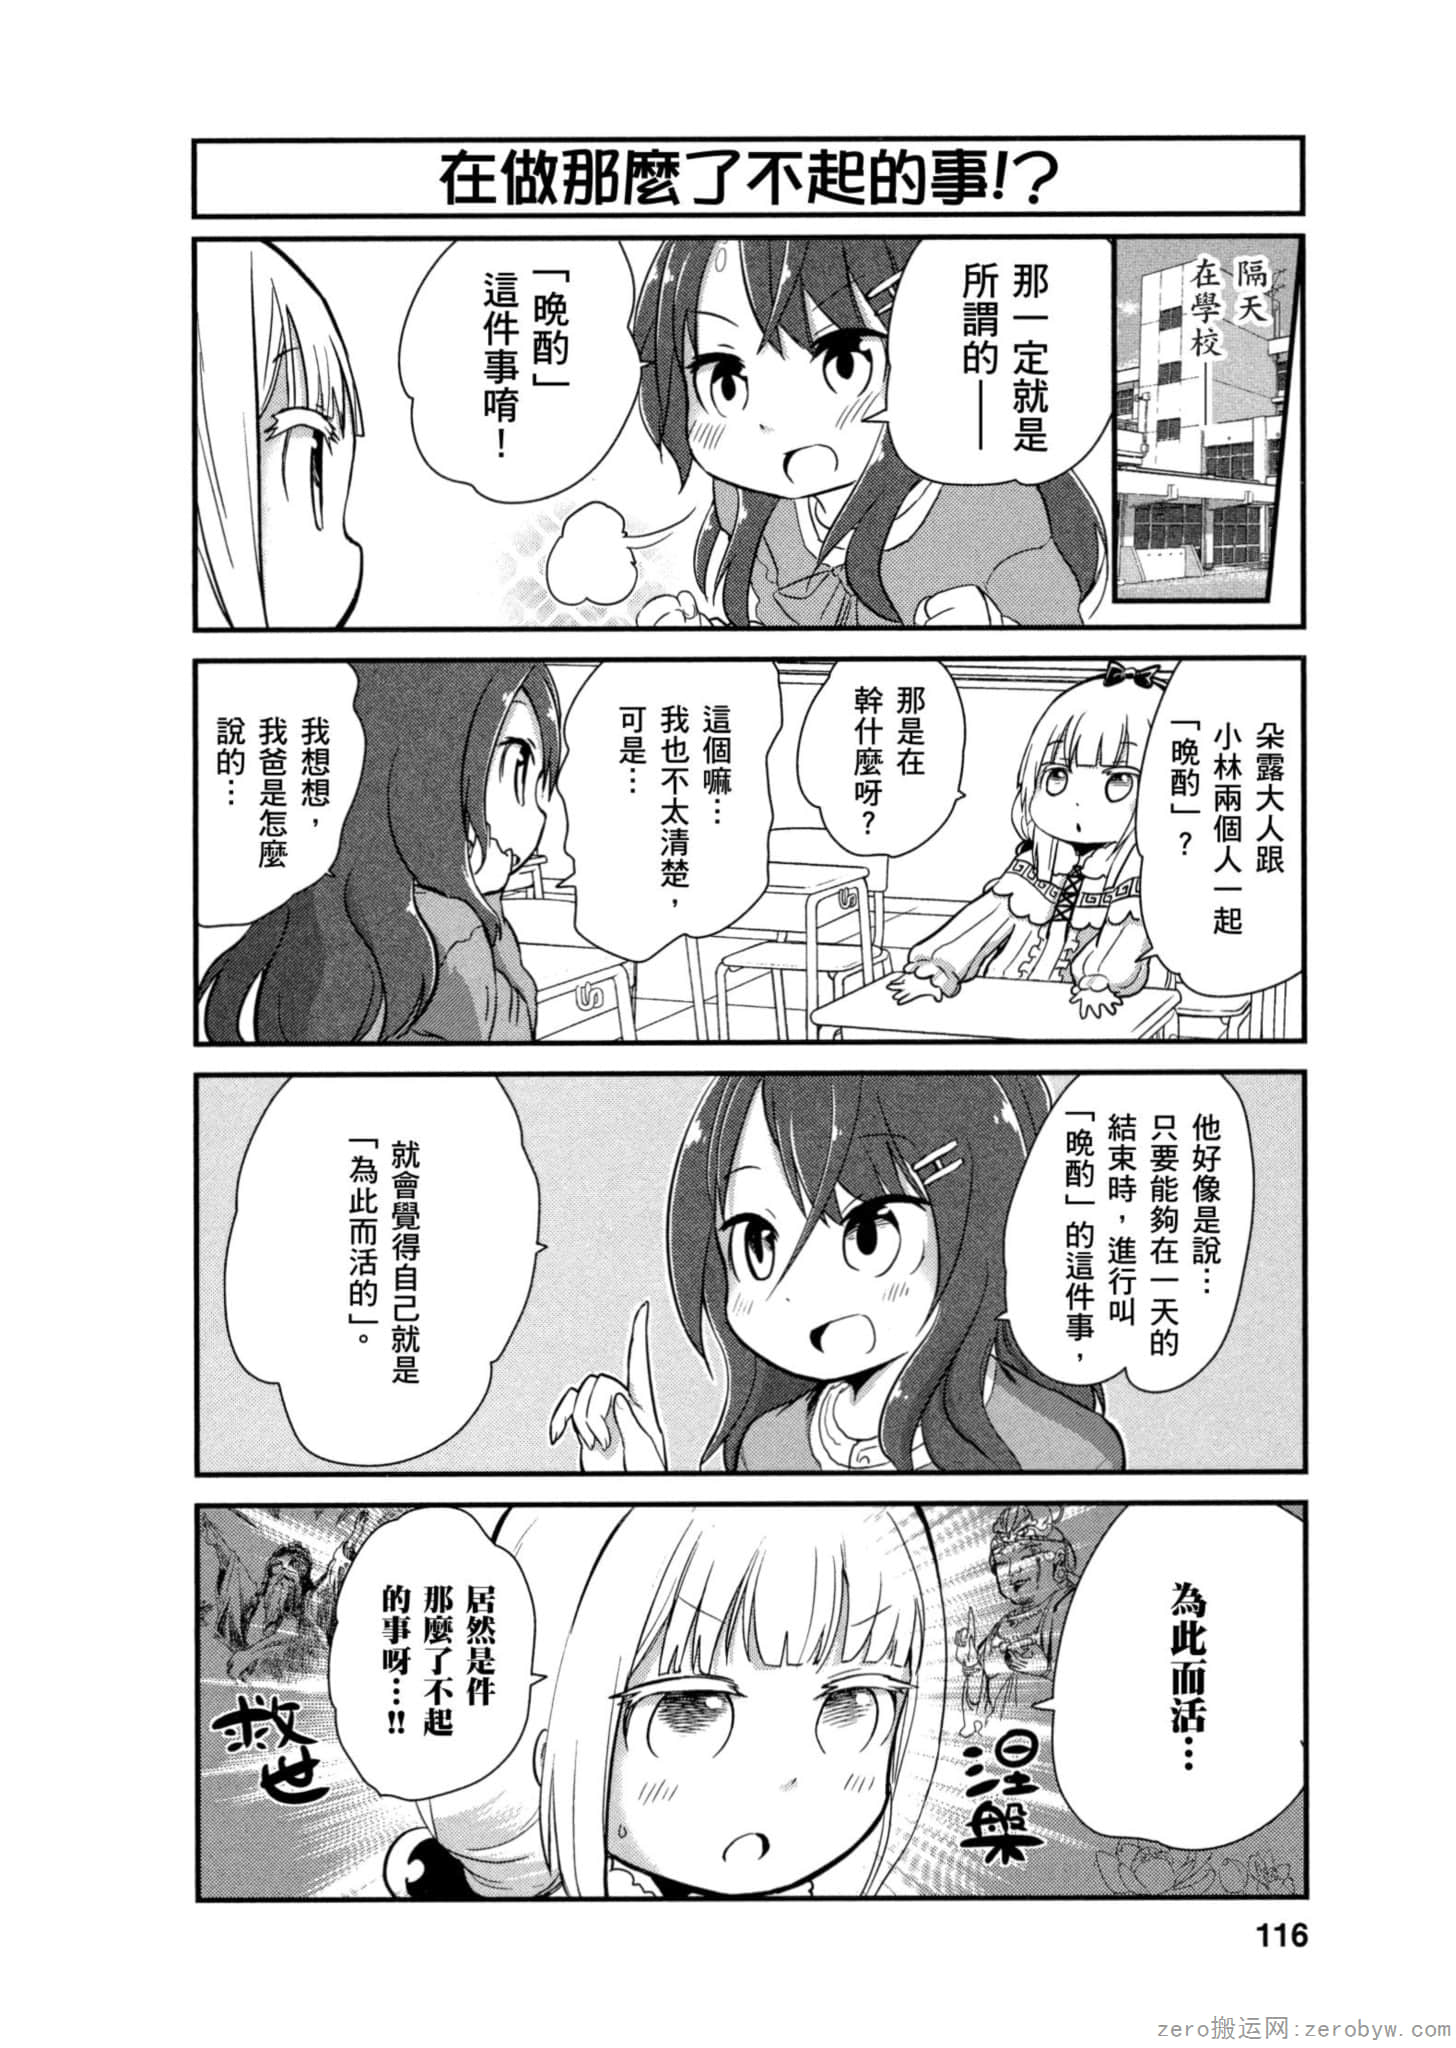 在做那麼了不起的事!?
隔天
在學校——
那一定就是
所謂的——
「晚酌」
這件事唷！
朵露大人跟
小林兩個人一起
「晚酌」？
那是在
幹什麼呀？
這個嘛…
我也不太清楚，
可是…
我想想，
我爸是怎麼
說的…
他好像是說…
只要能夠在一天的
結束時，進行叫
「晚酌」的這件事，
就會覺得自己就是
「為此而活的」。
為此而活…
涅槃
居然是件
那麼了不起
的事呀…!!
救世
116
zero搬运网:zerobyw.com